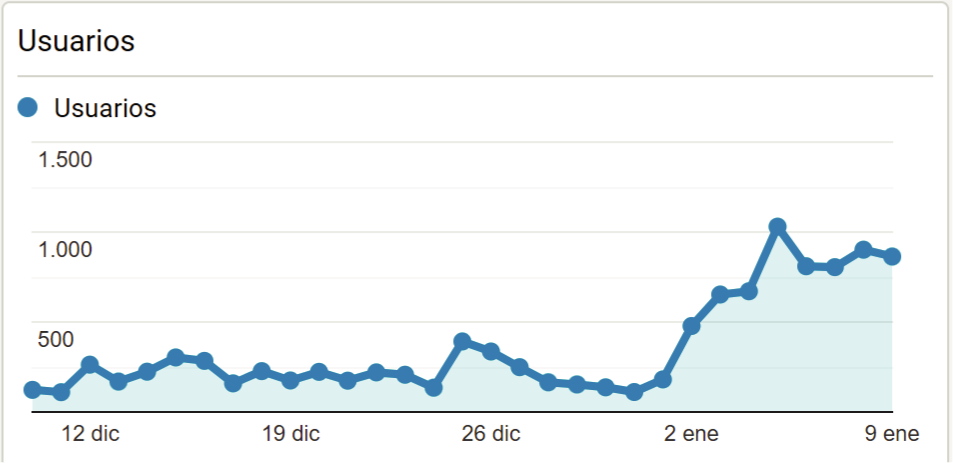 Usuarios
Usuarios
1.500
1.000
500
12 dic 19 dic 26 dic 2 ene 9 ene